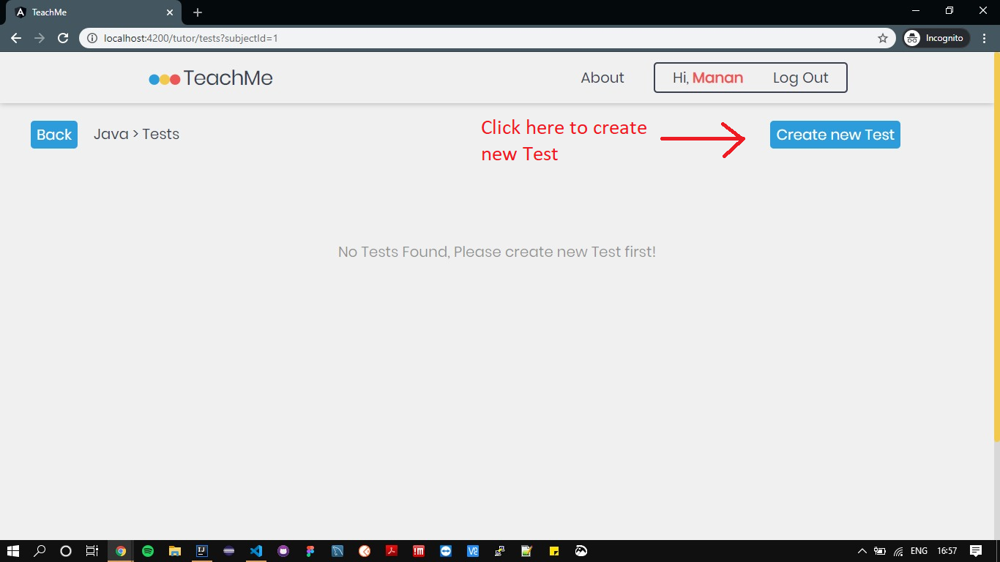 TeachMe
localhost:4200/tutor/tests?subjectId=1
Incognito
TeachMe
About
Hi, Manan
Log Out
Back
Java > Tests
Click here to create
new Test
Create new Test
No Tests Found, Please create new Test first!
ENG
16:57